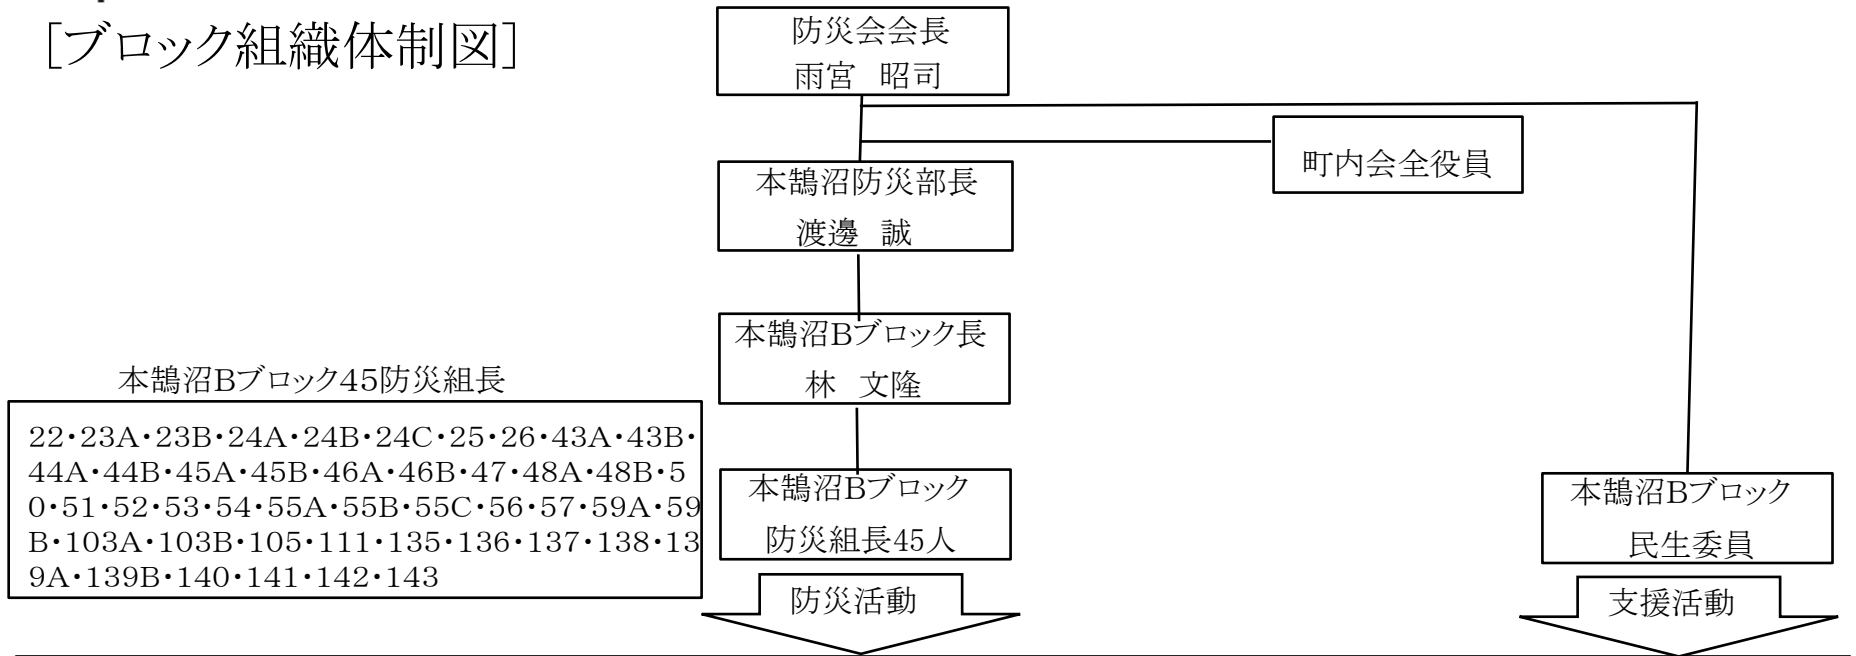 [ブロック組織体制図]
防災会会長
雨宮　昭司
町内会全役員
本鵠沼防災部長
渡邊　誠
本鵠沼Bブロック長
林　文隆
本鵠沼Bブロック45防災組長
22・23A・23B・24A・24B・24C・25・26・43A・43B・
44A・44B・45A・45B・46A・46B・47・48A・48B・5
0・51・52・53・54・55A・55B・55C・56・57・59A・59
B・103A・103B・105・111・135・136・137・138・13
9A・139B・140・141・142・143
本鵠沼Bブロック
防災組長45人
防災活動
本鵠沼Bブロック
民生委員
支援活動